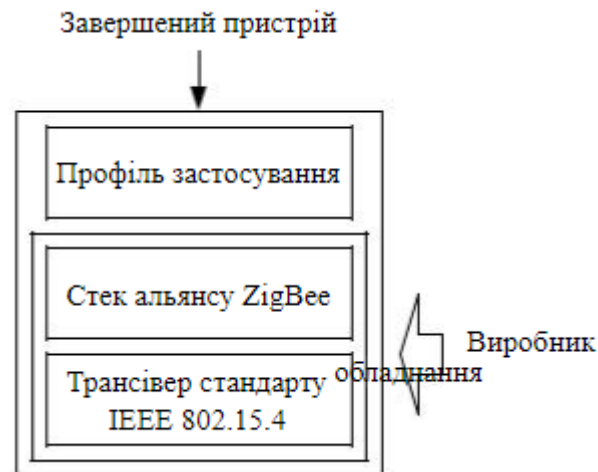 Завершений пристрій
Профіль застосування
Стек альянсу ZigBee
Трансівер стандарту
IEEE 802.15.4
Виробник
обладнання